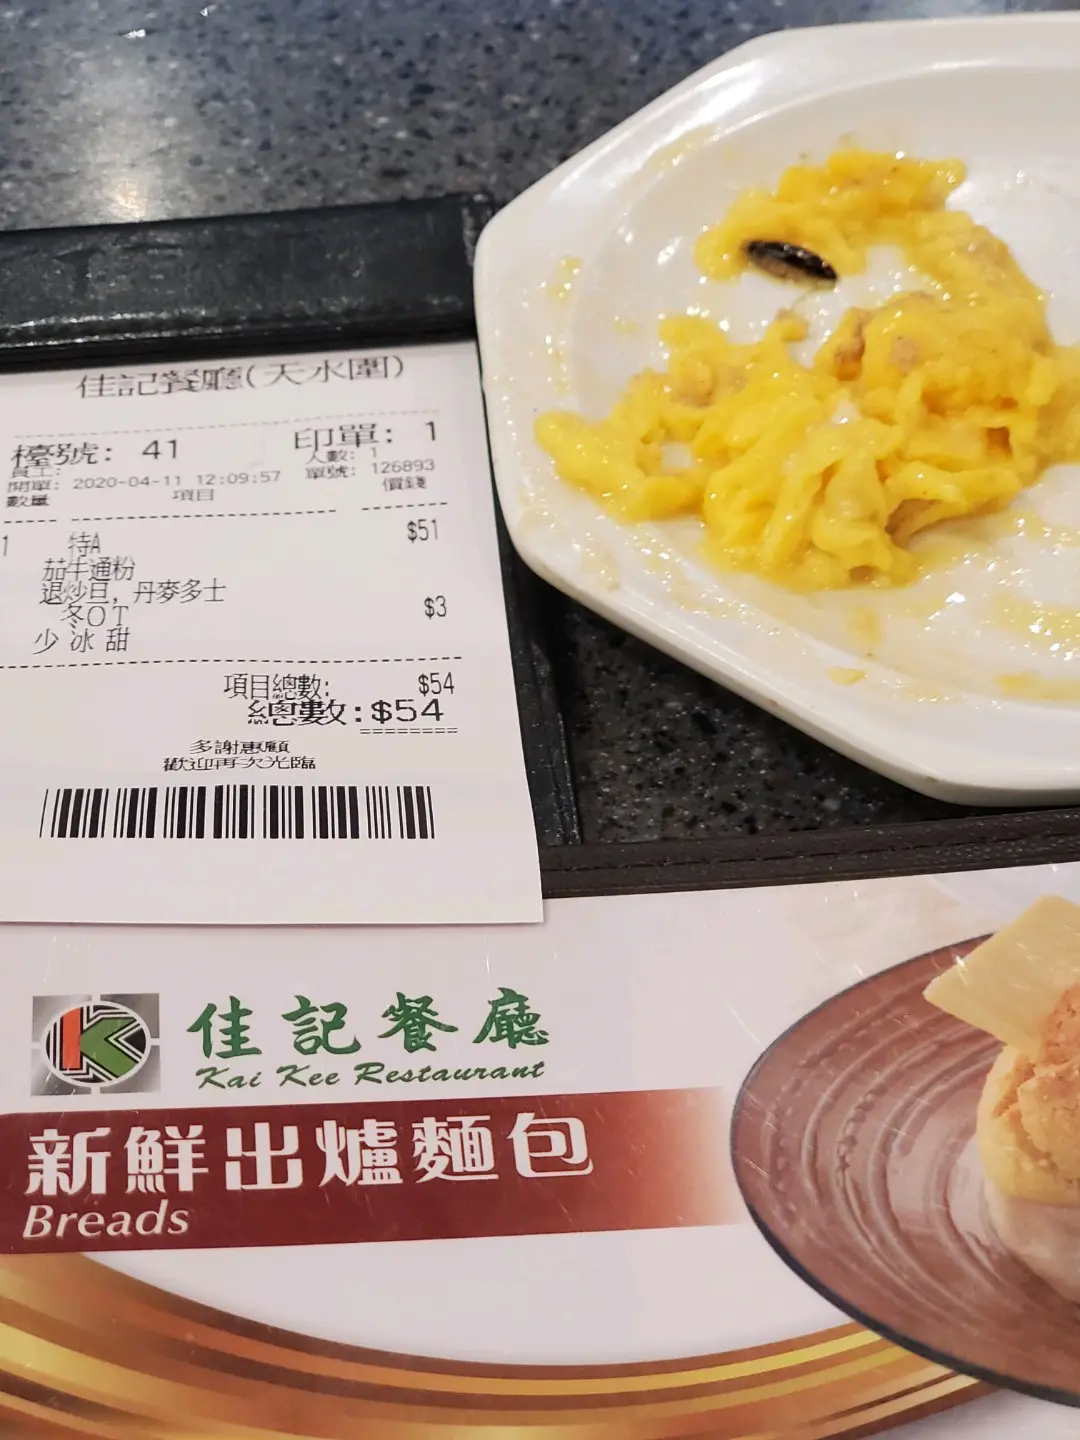 佳記餐廳(天水圍)
檯號: 41 印單: 1
員工: 人數: 1
開單: 2020-04-11 12:09:57 單號: 126893
數量 項目 價錢
1 特A $51
茄牛通粉
退炒旦, 丹麥多士
冬OT $3
少冰甜
項目總數: $54
總數: $54
多謝惠顧
歡迎再次光臨
K
佳記餐廳
Kai Kee Restaurant
新鮮出爐麵包
Breads